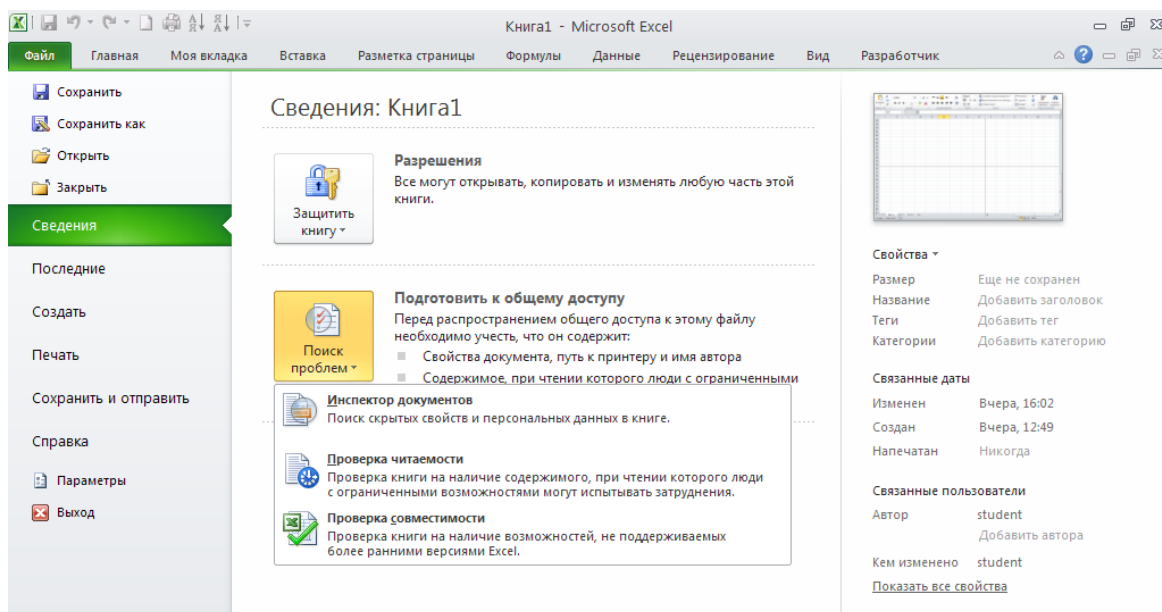 Книга1 - Microsoft Excel
Файл Главная Моя вкладка Вставка Разметка страницы Формулы Данные Рецензирование Вид Разработчик
Сохранить
Сохранить как
Открыть
Закрыть
Сведения
Последние
Создать
Печать
Сохранить и отправить
Справка
Параметры
Выход
Сведения: Книга1
Защитить
книгу
Разрешения
Все могут открывать, копировать и изменять любую часть этой
книги.
Поиск
проблем
Подготовить к общему доступу
Перед распространением общего доступа к этому файлу
необходимо учесть, что он содержит:
Свойства документа, путь к принтеру и имя автора
Содержимое, при чтении которого люди с ограниченными
Инспектор документов
Поиск скрытых свойств и персональных данных в книге.
Проверка читаемости
Проверка книги на наличие содержимого, при чтении которого люди
с ограниченными возможностями могут испытывать затруднения.
Проверка совместимости
Проверка книги на наличие возможностей, не поддерживаемых
более ранними версиями Excel.
Свойства
Размер Еще не сохранен
Название Добавить заголовок
Теги Добавить тег
Категории Добавить категорию
Связанные даты
Изменен Вчера, 16:02
Создан Вчера, 12:49
Напечатан Никогда
Связанные пользователи
Автор student
Добавить автора
Кем изменено student
Показать все свойства